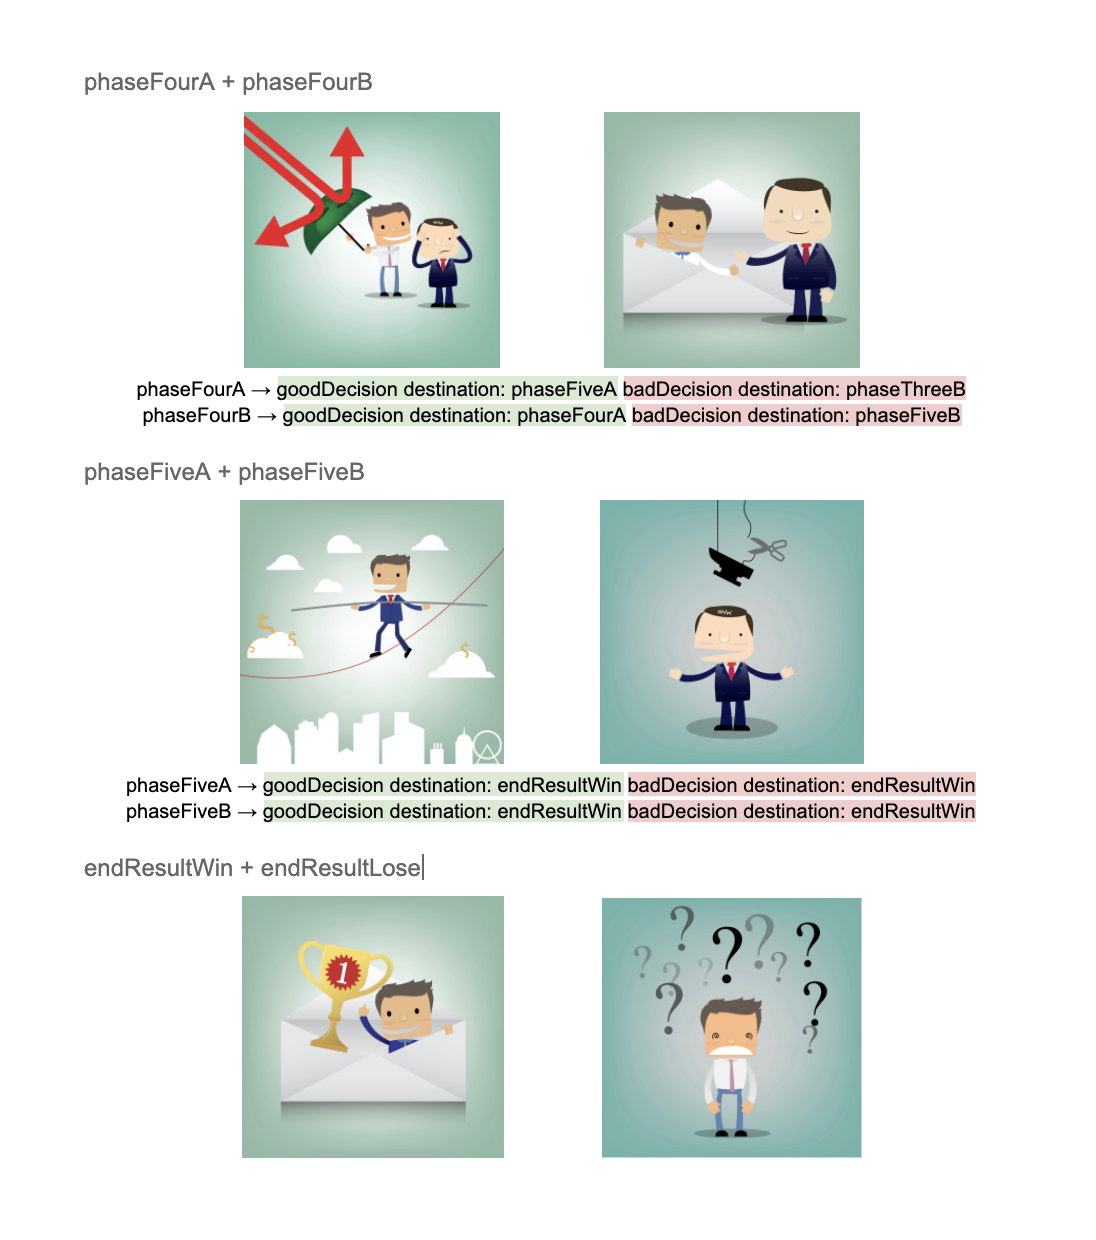 phaseFourA + phaseFourB
phaseFourA → goodDecision destination: phaseFiveA badDecision destination: phaseThreeB
phaseFourB → goodDecision destination: phaseFourA badDecision destination: phaseFiveB
phaseFiveA + phaseFiveB
$ $ $ $
phaseFiveA → goodDecision destination: endResultWin badDecision destination: endResultWin
phaseFiveB → goodDecision destination: endResultWin badDecision destination: endResultWin
endResultWin + endResultLose
1
? ? ? ? ? ? ? ? ? ? ?